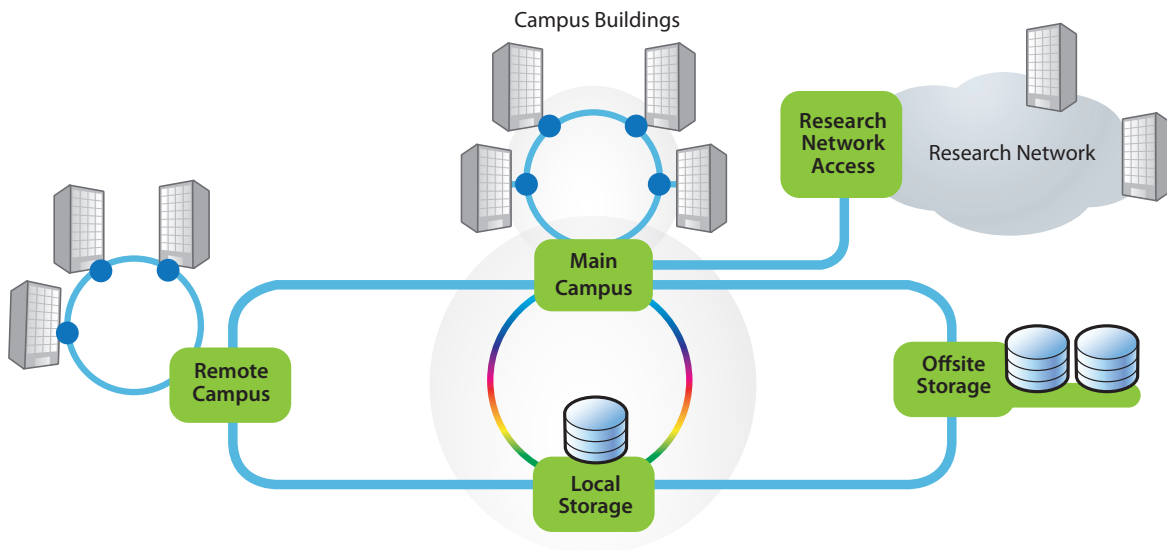 Campus Buildings
Research
Network
Access
Research Network
Main
Campus
Remote
Campus
Offsite
Storage
Local
Storage